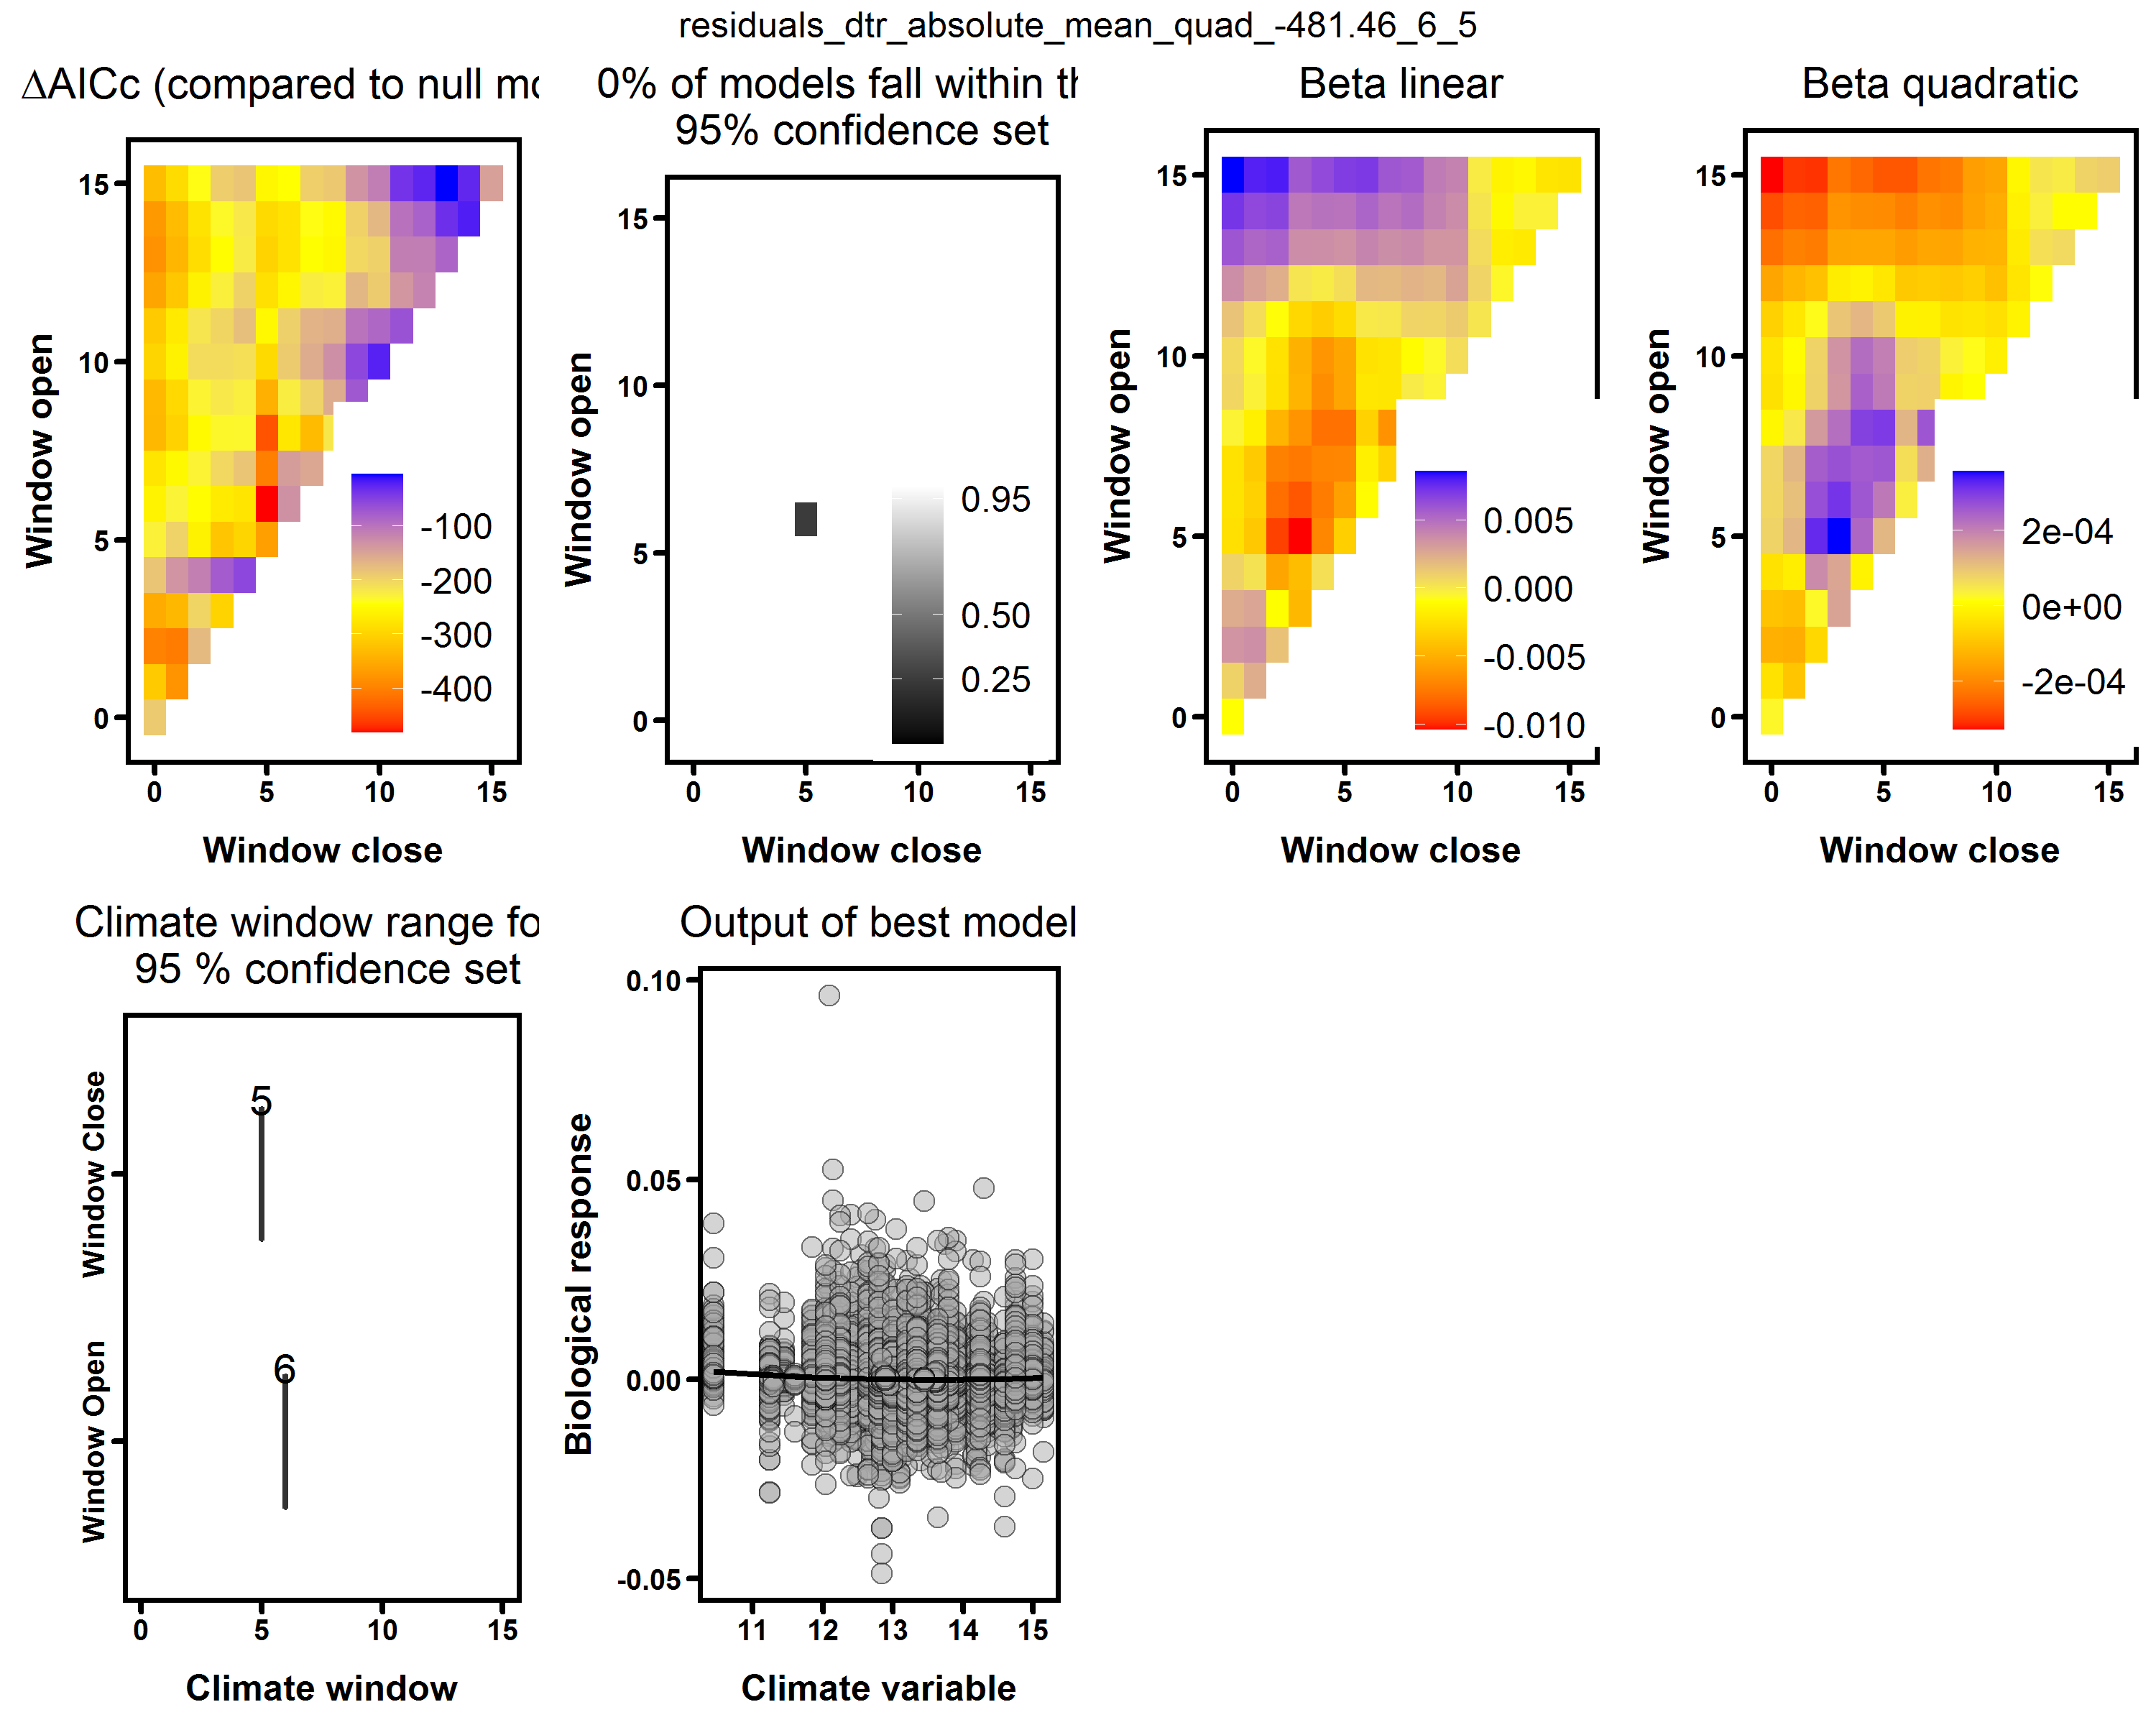 residuals_dtr_absolute_mean_quad_-481.46_6_5
ΔAICc (compared to null mo
15
10
5
0
Window open
-100
-200
-300
-400
0 5 10 15
Window close
0% of models fall within th
95% confidence set
15
10
5
0
Window open
0.95
0.50
0.25
0 5 10 15
Window close
Beta linear
15
10
5
0
Window open
0.005
0.000
-0.005
-0.010
0 5 10 15
Window close
Beta quadratic
15
10
5
0
Window open
2e-04
0e+00
-2e-04
0 5 10 15
Window close
Climate window range fo
95 % confidence set
Window Close
Window Open
5
6
0 5 10 15
Climate window
Output of best model
0.10
0.05
0.00
-0.05
Biological response
11 12 13 14 15
Climate variable